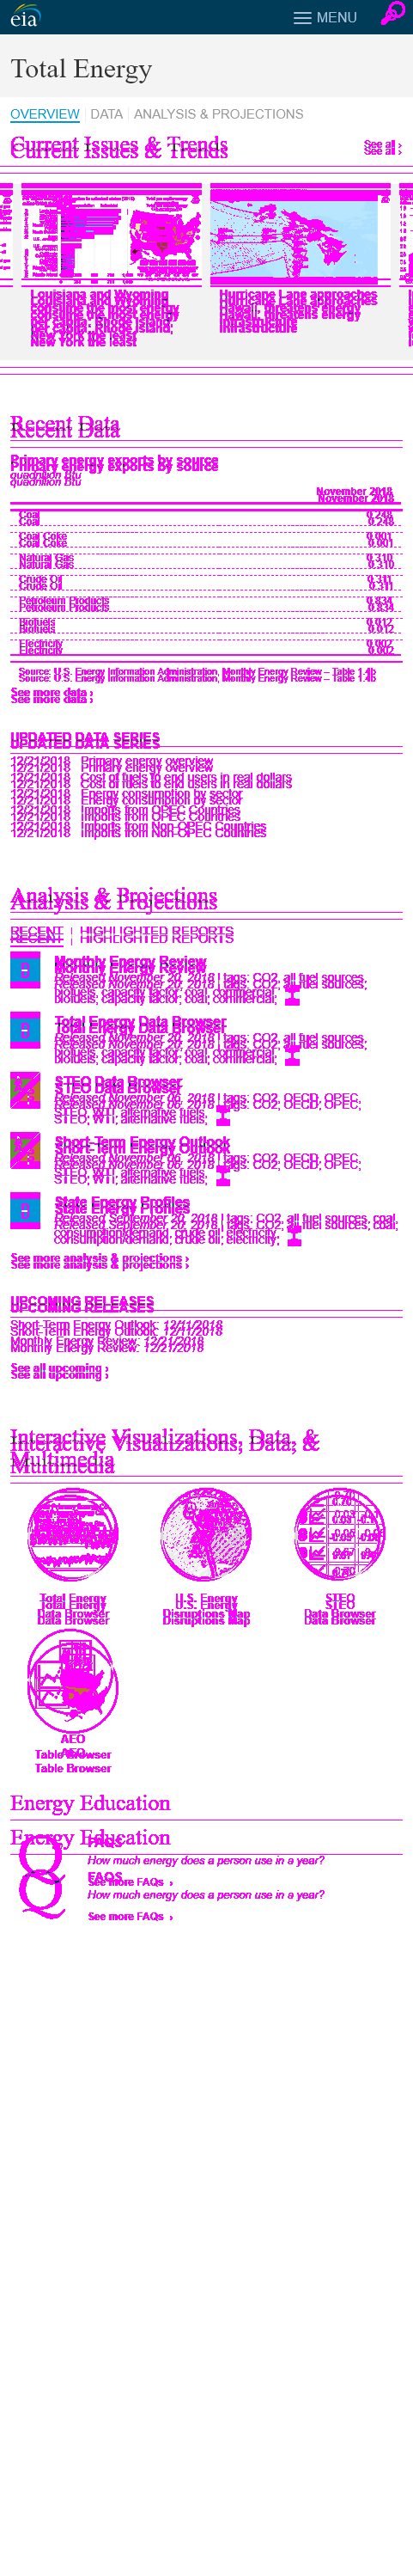 eia
MENU
Total Energy
OVERVIEW DATA ANALYSIS & PROJECTIONS
Current Issues & Trends
See all ›
Louisiana and Wyoming
consume the most energy
per capita; Rhode Island,
New York the least
Hurricane Lane approaches
Hawaii, threatens energy
infrastructure
Recent Data
Primary energy exports by source
quadrillion Btu
November 2018
Coal 0.248
Coal Coke 0.001
Natural Gas 0.310
Crude Oil 0.311
Petroleum Products 0.834
Biofuels 0.012
Electricity 0.002
Source: U.S. Energy Information Administration, Monthly Energy Review – Table 1.4b
See more data ›
UPDATED DATA SERIES
12/21/2018 Primary energy overview
12/21/2018 Cost of fuels to end users in real dollars
12/21/2018 Energy consumption by sector
12/21/2018 Imports from OPEC Countries
12/21/2018 Imports from Non-OPEC Countries
Analysis & Projections
RECENT | HIGHLIGHTED REPORTS
Monthly Energy Review
Released November 20, 2018 | tags: CO2, all fuel sources,
biofuels, capacity factor, coal, commercial,
Total Energy Data Browser
Released November 20, 2018 | tags: CO2, all fuel sources,
biofuels, capacity factor, coal, commercial,
STEO Data Browser
Released November 06, 2018 | tags: CO2, OECD, OPEC,
STEO, WTI, alternative fuels,
Short-Term Energy Outlook
Released November 06, 2018 | tags: CO2, OECD, OPEC,
STEO, WTI, alternative fuels,
State Energy Profiles
Released September 20, 2018 | tags: CO2, all fuel sources, coal,
consumption/demand, crude oil, electricity,
See more analysis & projections ›
UPCOMING RELEASES
Short-Term Energy Outlook: 12/11/2018
Monthly Energy Review: 12/21/2018
See all upcoming ›
Interactive Visualizations, Data, &
Multimedia
Total Energy
Data Browser
U.S. Energy
Disruptions Map
STEO
Data Browser
AEO
Table Browser
Energy Education
Energy Education
Q
FAQS
How much energy does a person use in a year?
See more FAQs ›
Q
FAQS
How much energy does a person use in a year?
See more FAQs ›